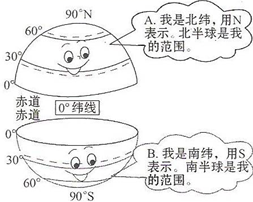 90°N
60°
30°
0°
A. 我是北纬，用N
表示。北半球是我
的范围。
赤道
赤道
0°纬线
0°
30°
60°
90°S
B. 我是南纬，用S
表示。南半球是我
的范围。